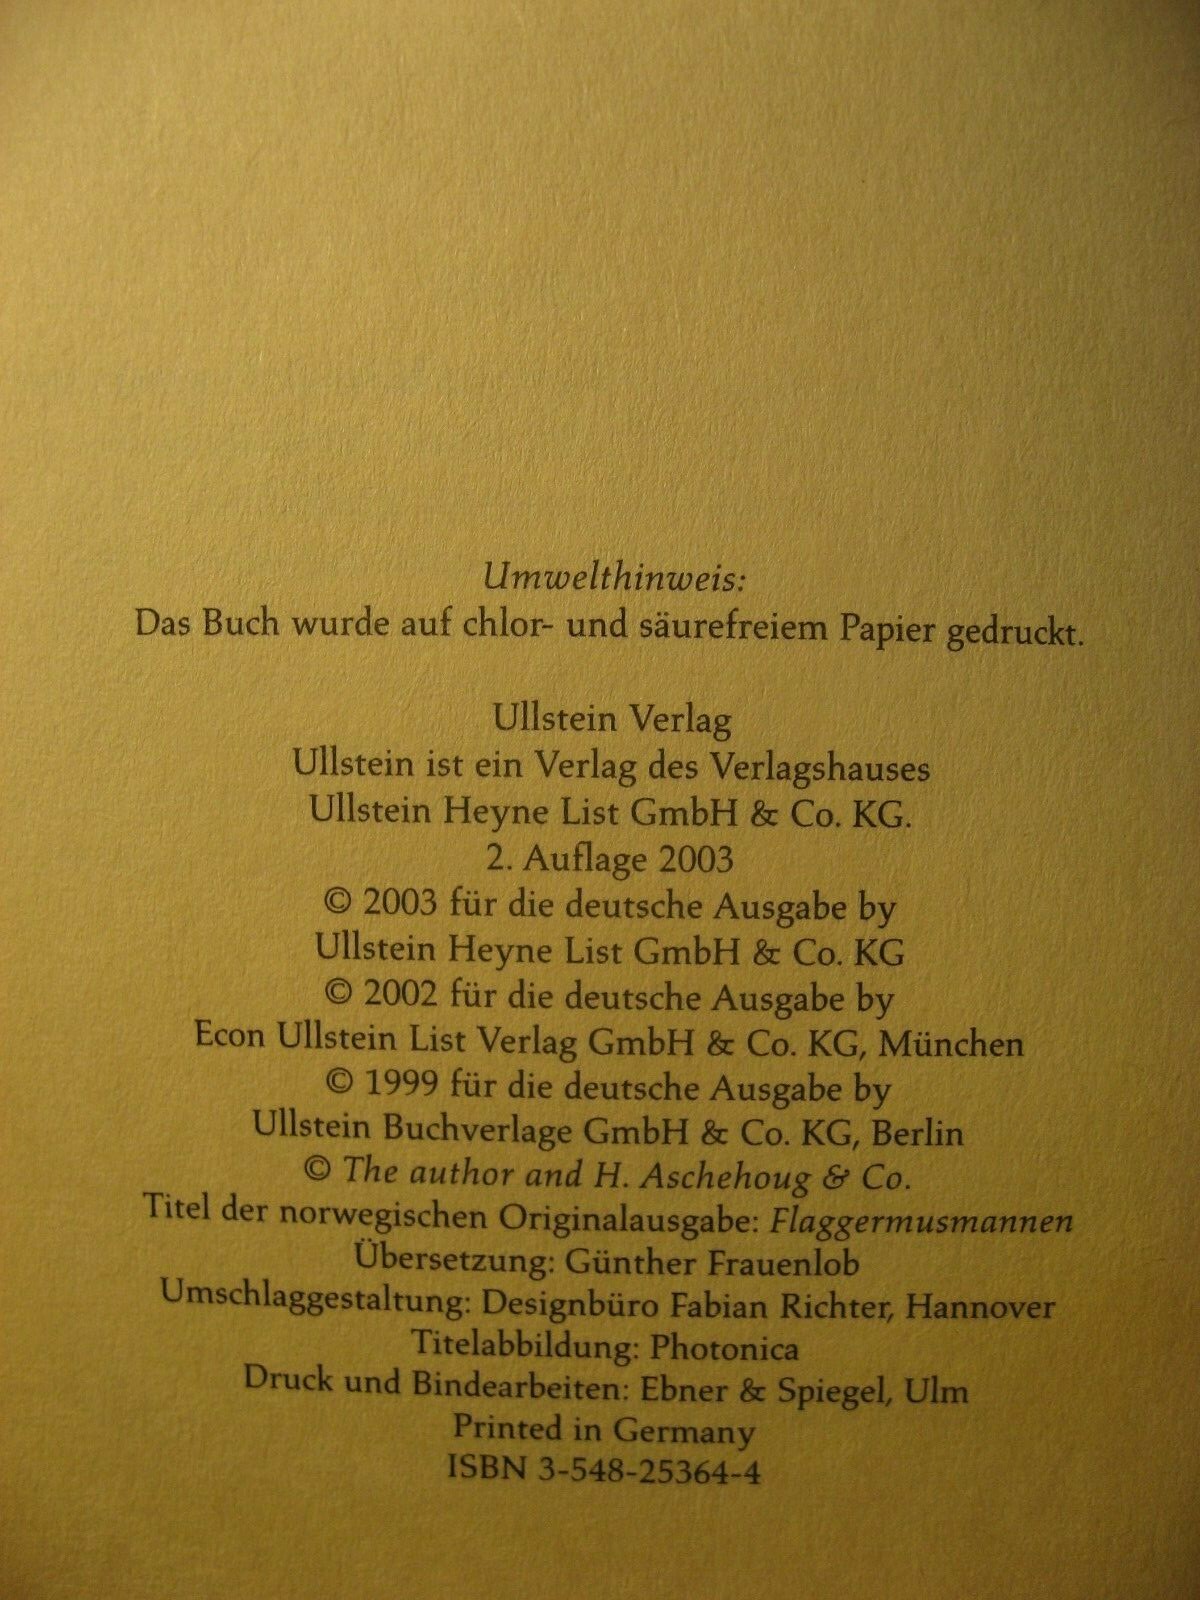 Umwelthinweis:
Das Buch wurde auf chlor- und säurefreiem Papier gedruckt.
Ullstein Verlag
Ullstein ist ein Verlag des Verlagshauses
Ullstein Heyne List GmbH & Co. KG.
2. Auflage 2003
© 2003 für die deutsche Ausgabe by
Ullstein Heyne List GmbH & Co. KG
© 2002 für die deutsche Ausgabe by
Econ Ullstein List Verlag GmbH & Co. KG, München
© 1999 für die deutsche Ausgabe by
Ullstein Buchverlage GmbH & Co. KG, Berlin
© The author and H. Aschehoug & Co.
Titel der norwegischen Originalausgabe: Flaggermusmannen
Übersetzung: Günther Frauenlob
Umschlaggestaltung: Designbüro Fabian Richter, Hannover
Titelabbildung: Photonica
Druck und Bindearbeiten: Ebner & Spiegel, Ulm
Printed in Germany
ISBN 3-548-25364-4